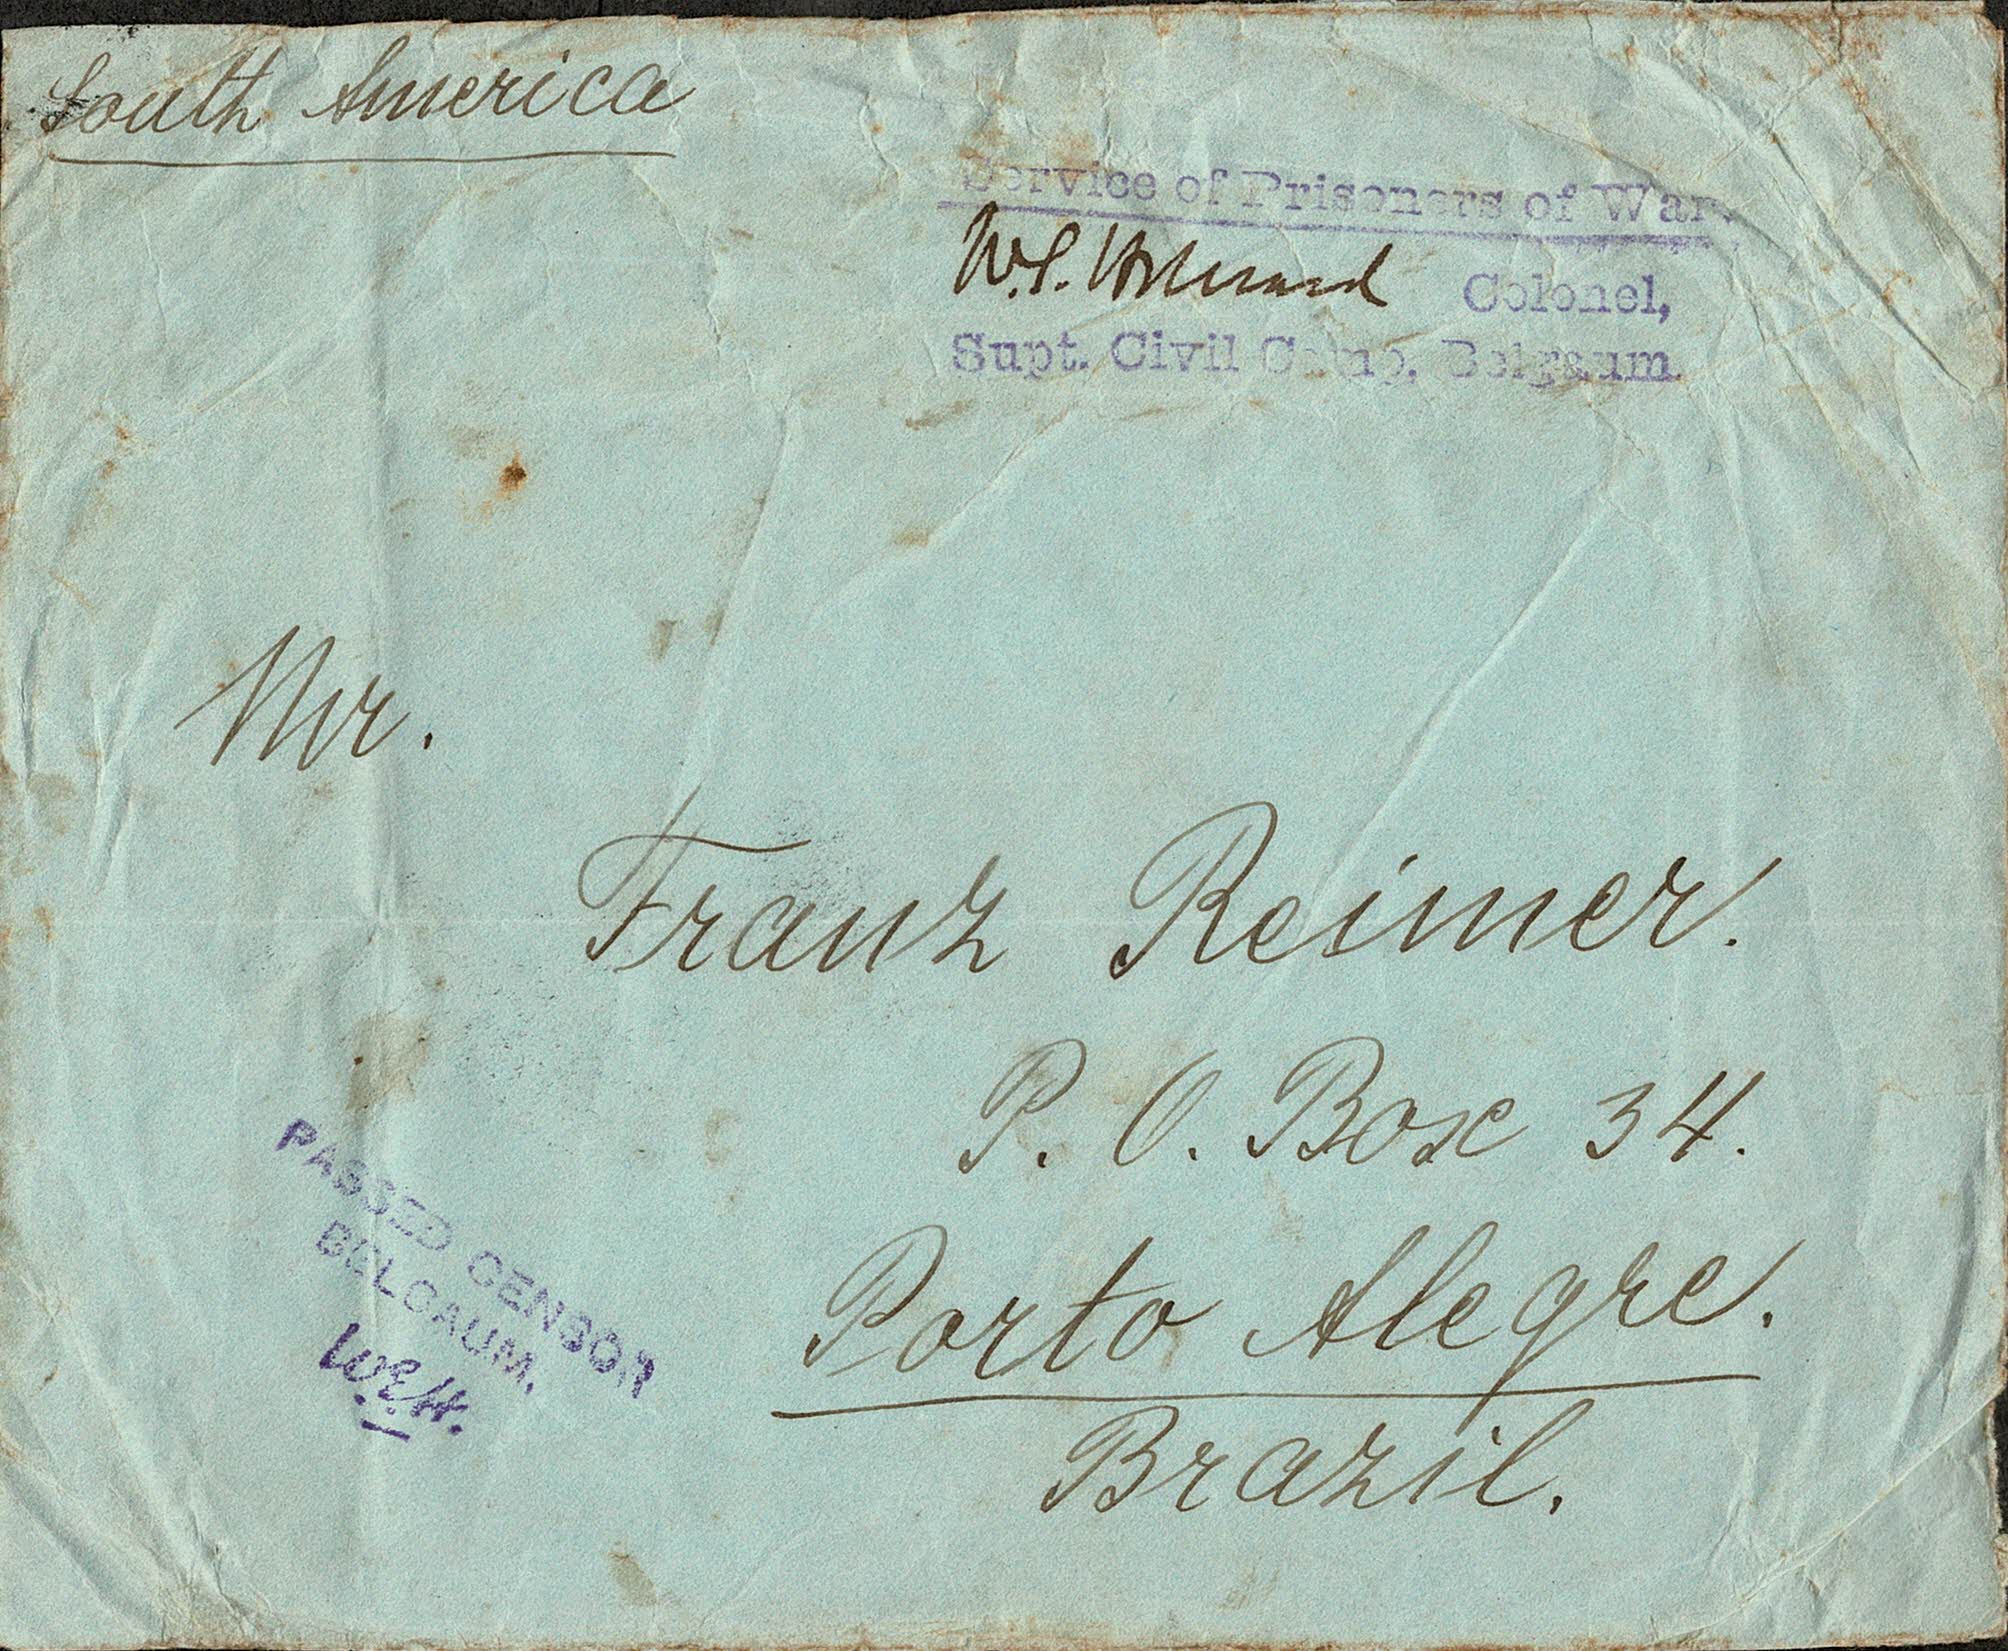 South America
Service of Prisoners of War.
Colonel,
Supt. Civil Camp, Belgaum.
Mr.
Franz Reimer.
P. O. Box 34.
Porto Alegre.
Brazil.
PASSED CENSOR
BELGAUM.
W.E.H.